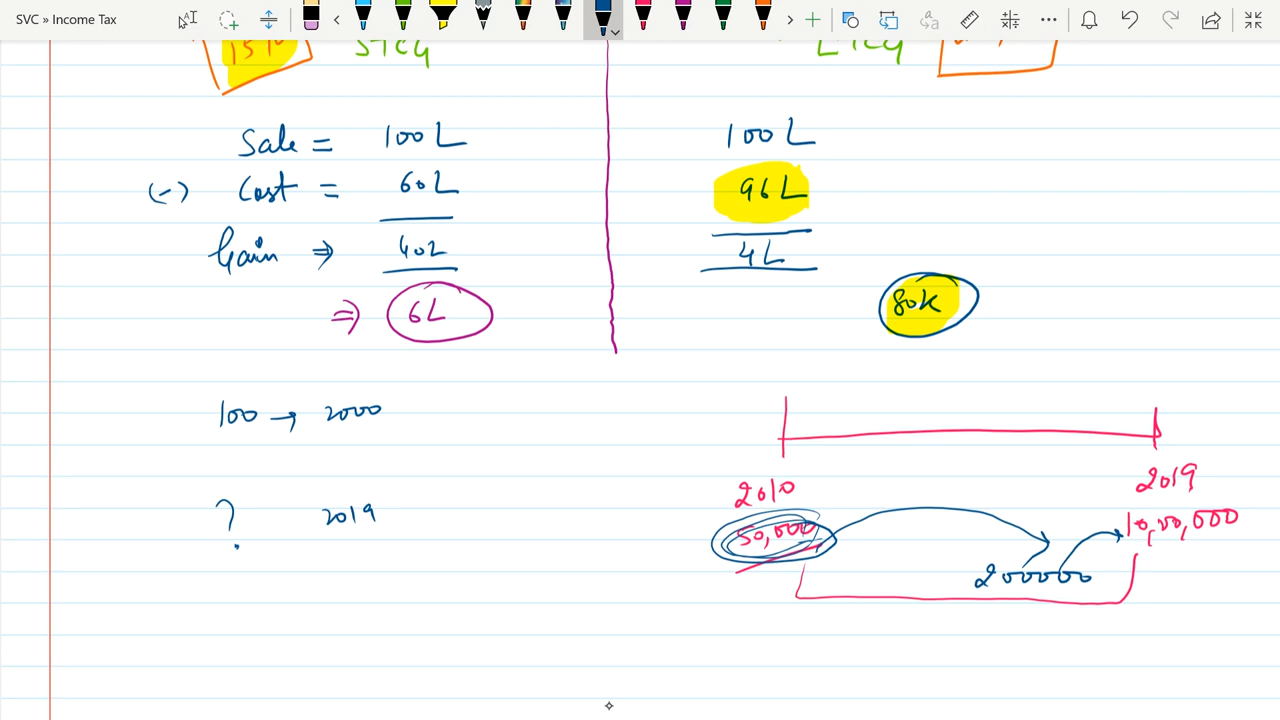 SVC » Income Tax
15% STCG
LTCG
Sale = 100L
(-) Cost = 60L
Gain ⇒ 40L
⇒ 6L
100L
96L
4L
80K
100 → 2000
? 2019
2010
50,000
2019
10,00,000
200000